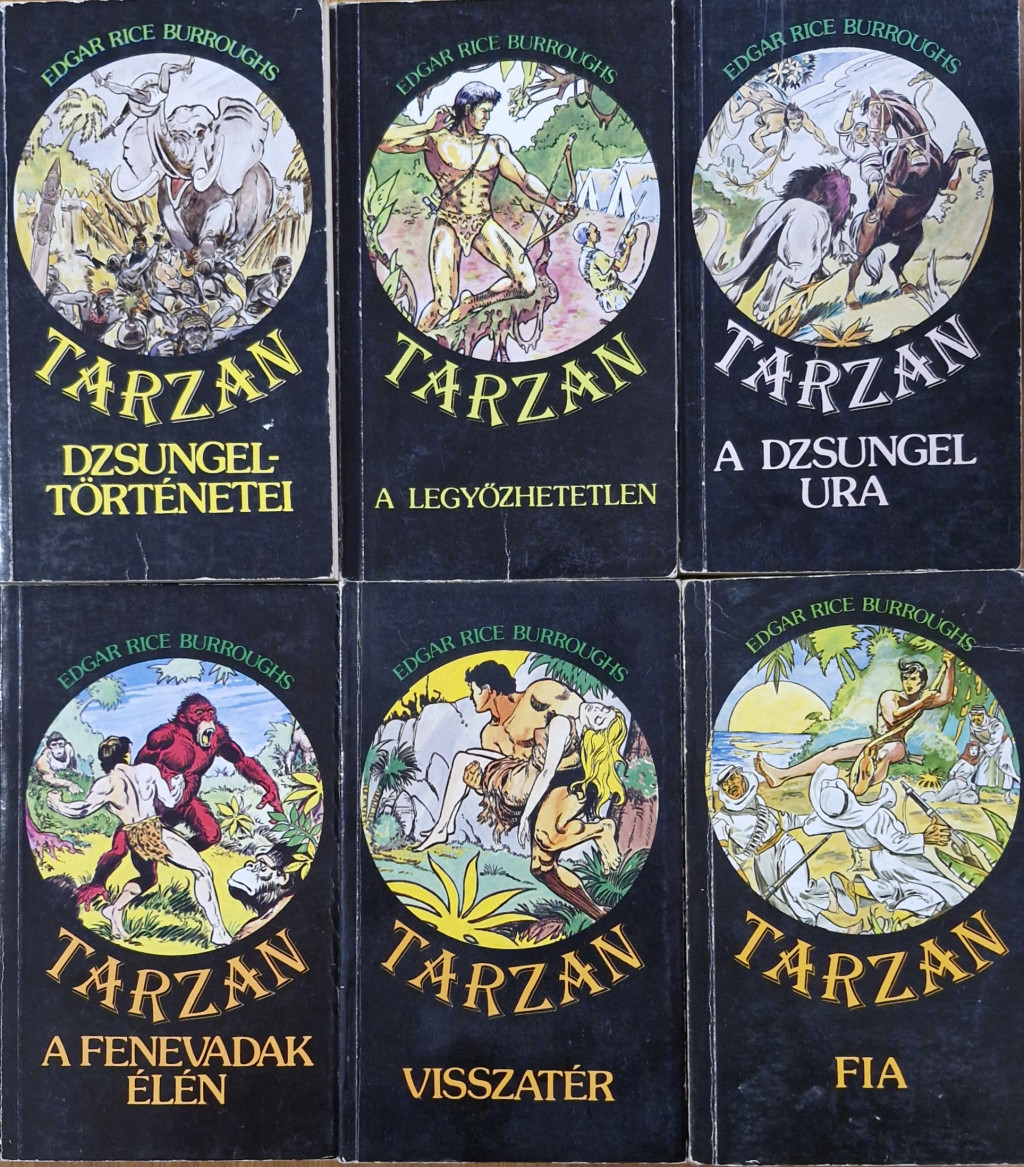 EDGAR RICE BURROUGHS
TARZAN
DZSUNGEL-
TÖRTÉNETEI
EDGAR RICE BURROUGHS
TARZAN
A LEGYŐZHETETLEN
EDGAR RICE BURROUGHS
TARZAN
A DZSUNGEL
URA
EDGAR RICE BURROUGHS
TARZAN
A FENEVADAK
ÉLÉN
EDGAR RICE BURROUGHS
TARZAN
VISSZATÉR
EDGAR RICE BURROUGHS
TARZAN
FIA